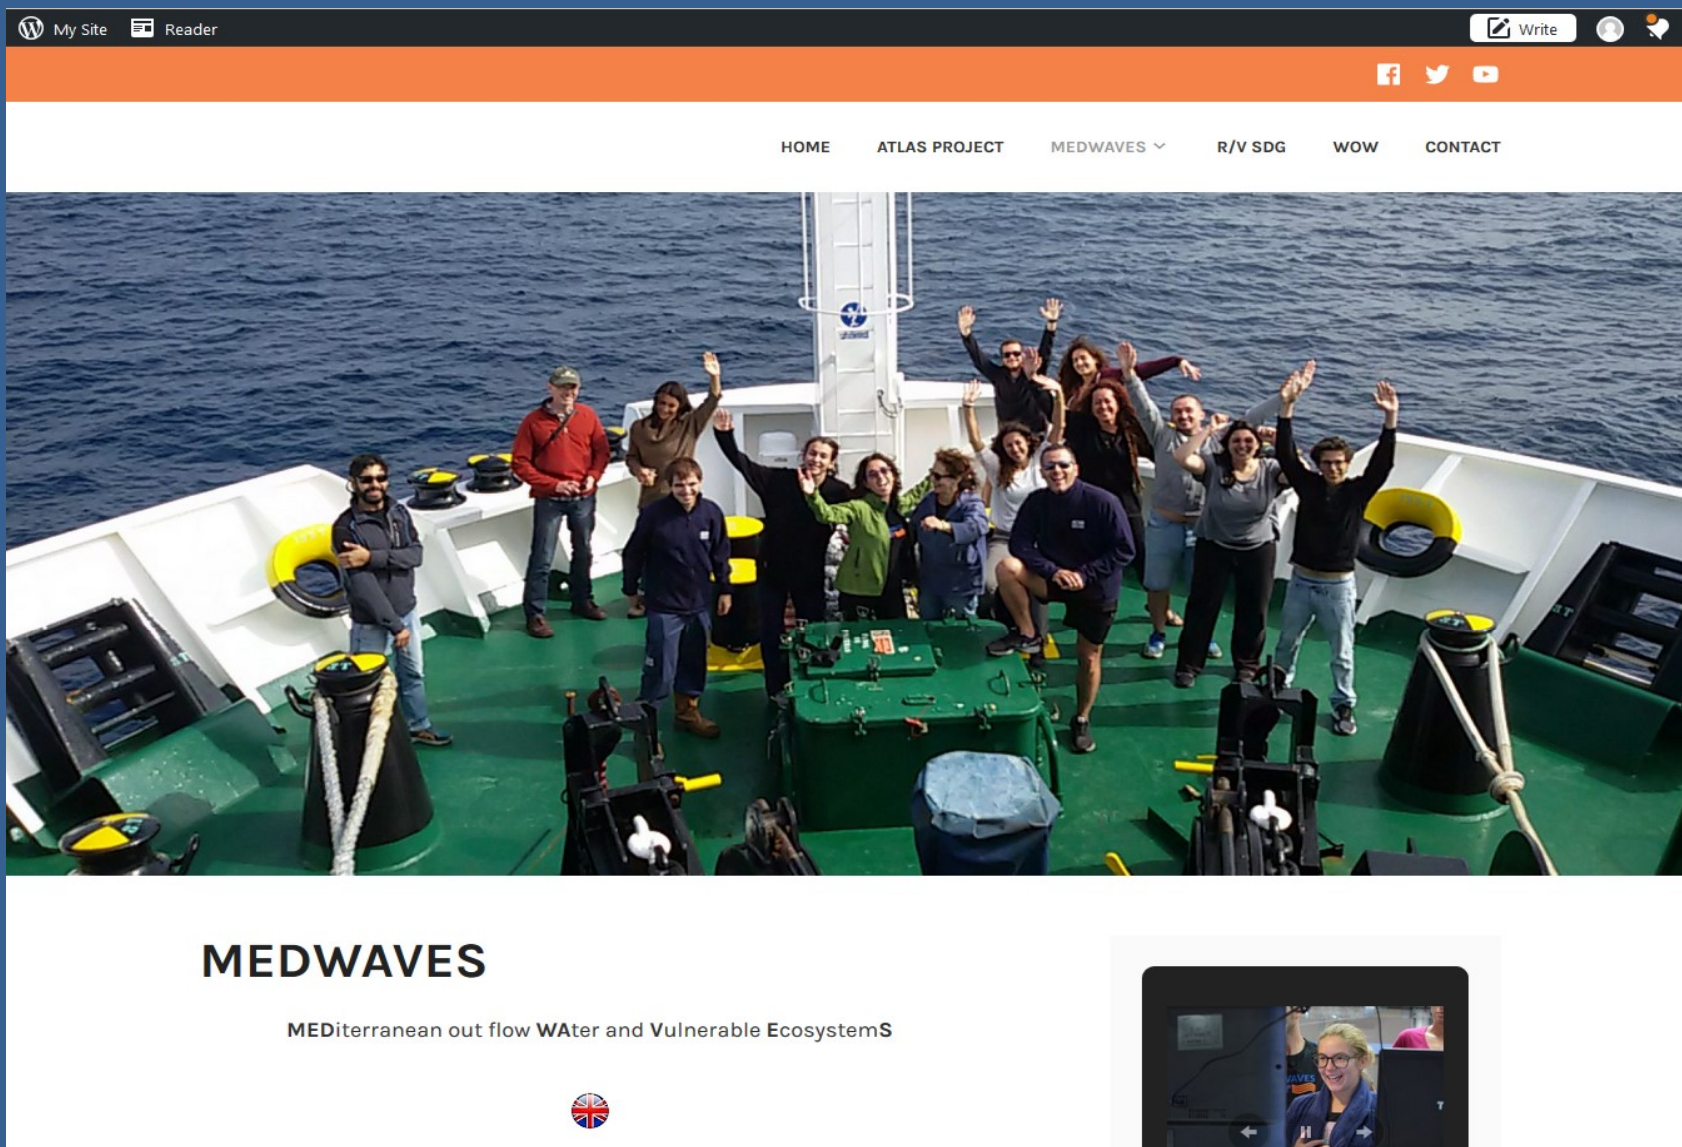 My Site Reader Write
HOME ATLAS PROJECT MEDWAVES R/V SDG WOW CONTACT
MEDWAVES
MEDiterranean out flow WAter and Vulnerable EcosystemS